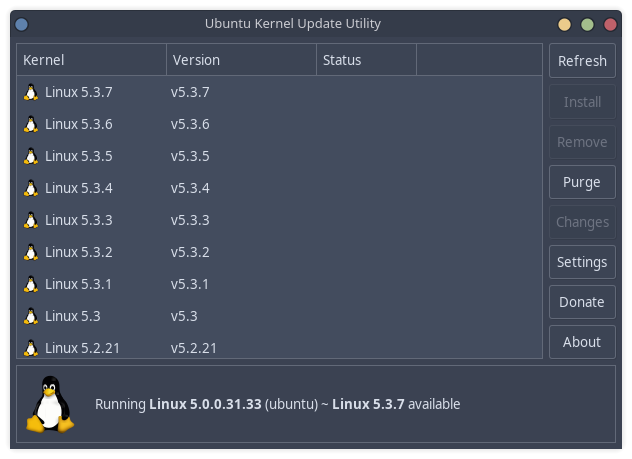 Ubuntu Kernel Update Utility
Kernel Version Status
Linux 5.3.7 v5.3.7
Linux 5.3.6 v5.3.6
Linux 5.3.5 v5.3.5
Linux 5.3.4 v5.3.4
Linux 5.3.3 v5.3.3
Linux 5.3.2 v5.3.2
Linux 5.3.1 v5.3.1
Linux 5.3 v5.3
Linux 5.2.21 v5.2.21
Refresh
Install
Remove
Purge
Changes
Settings
Donate
About
Running Linux 5.0.0.31.33 (ubuntu) ~ Linux 5.3.7 available